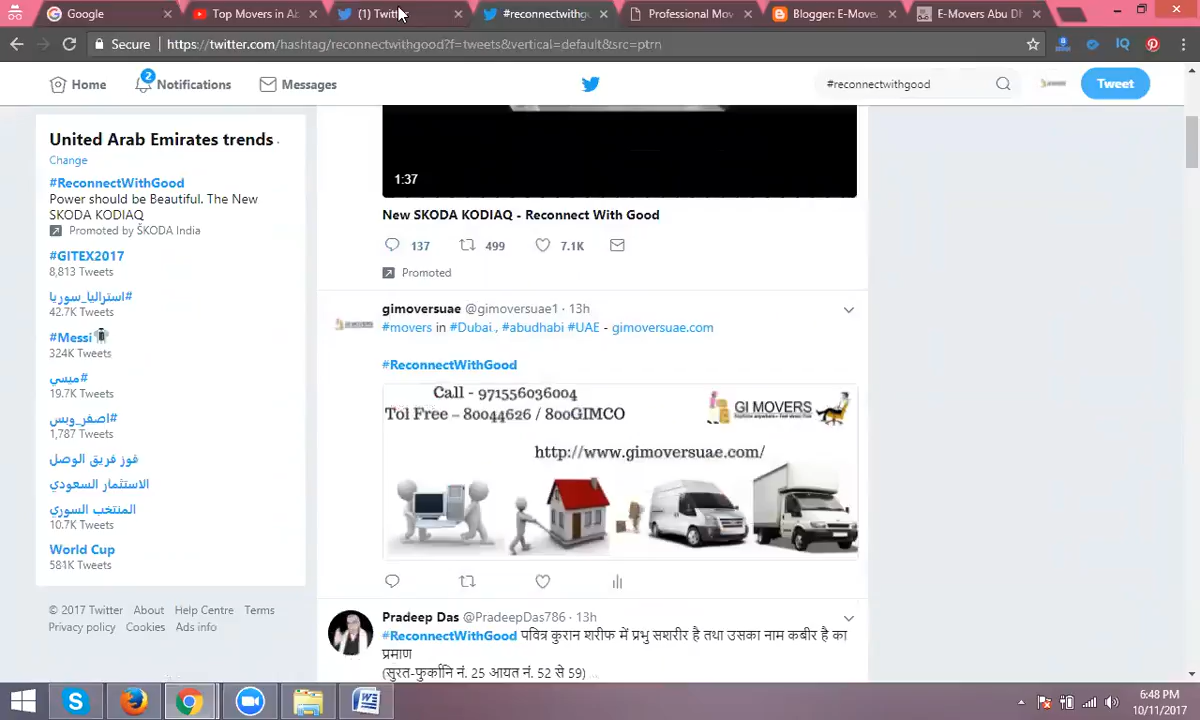 Google
Top Movers in Ab
(1) Twitt
#reconnectwithg
Professional Mov
Blogger: E-Move
E-Movers Abu Dh
Secure
https://twitter.com/hashtag/reconnectwithgood?f=tweets&vertical=default&src=ptrn
IQ
Home
2
Notifications
Messages
#reconnectwithgood
Tweet
United Arab Emirates trends
Change
#ReconnectWithGood
Power should be Beautiful. The New
SKODA KODIAQ
Promoted by ŠKODA India
#GITEX2017
8,813 Tweets
#استراليا_سوريا
42.7K Tweets
#Messi
324K Tweets
#ميسي
19.7K Tweets
#اصفر_وبس
1,787 Tweets
فوز فريق الوصل
الاستثمار السعودي
المنتخب السوري
10.7K Tweets
World Cup
581K Tweets
© 2017 Twitter About Help Centre Terms
Privacy policy Cookies Ads info
1:37
New SKODA KODIAQ - Reconnect With Good
137 499 7.1K
Promoted
gimoversuae @gimoversuae1 · 13h
#movers in #Dubai , #abudhabi #UAE - gimoversuae.com
#ReconnectWithGood
Call - 971556036004
Tol Free – 80044626 / 800GIMCO
GI MOVERS
http://www.gimoversuae.com/
Pradeep Das @PradeepDas786 · 13h
#ReconnectWithGood पवित्र कुरान शरीफ में प्रभु सशरीर है तथा उसका नाम कबीर है का
प्रमाण
(सुरत-फुर्कानि नं. 25 आयत नं. 52 से 59)
6:48 PM
10/11/2017